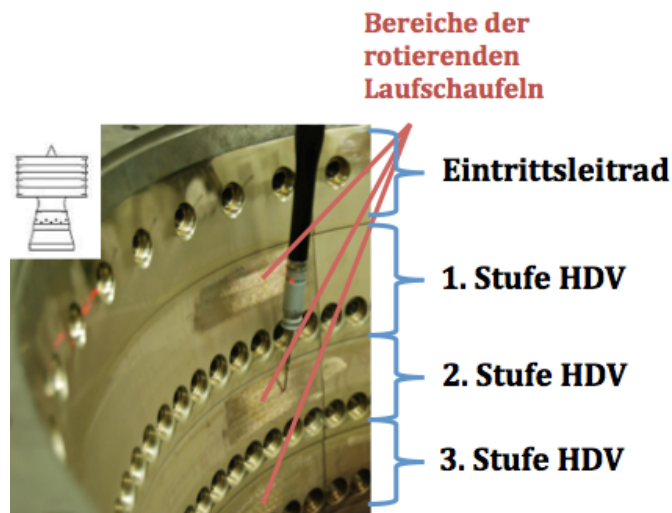 Bereiche der
rotierenden
Laufschaufeln
Eintrittsleitrad
1. Stufe HDV
2. Stufe HDV
3. Stufe HDV